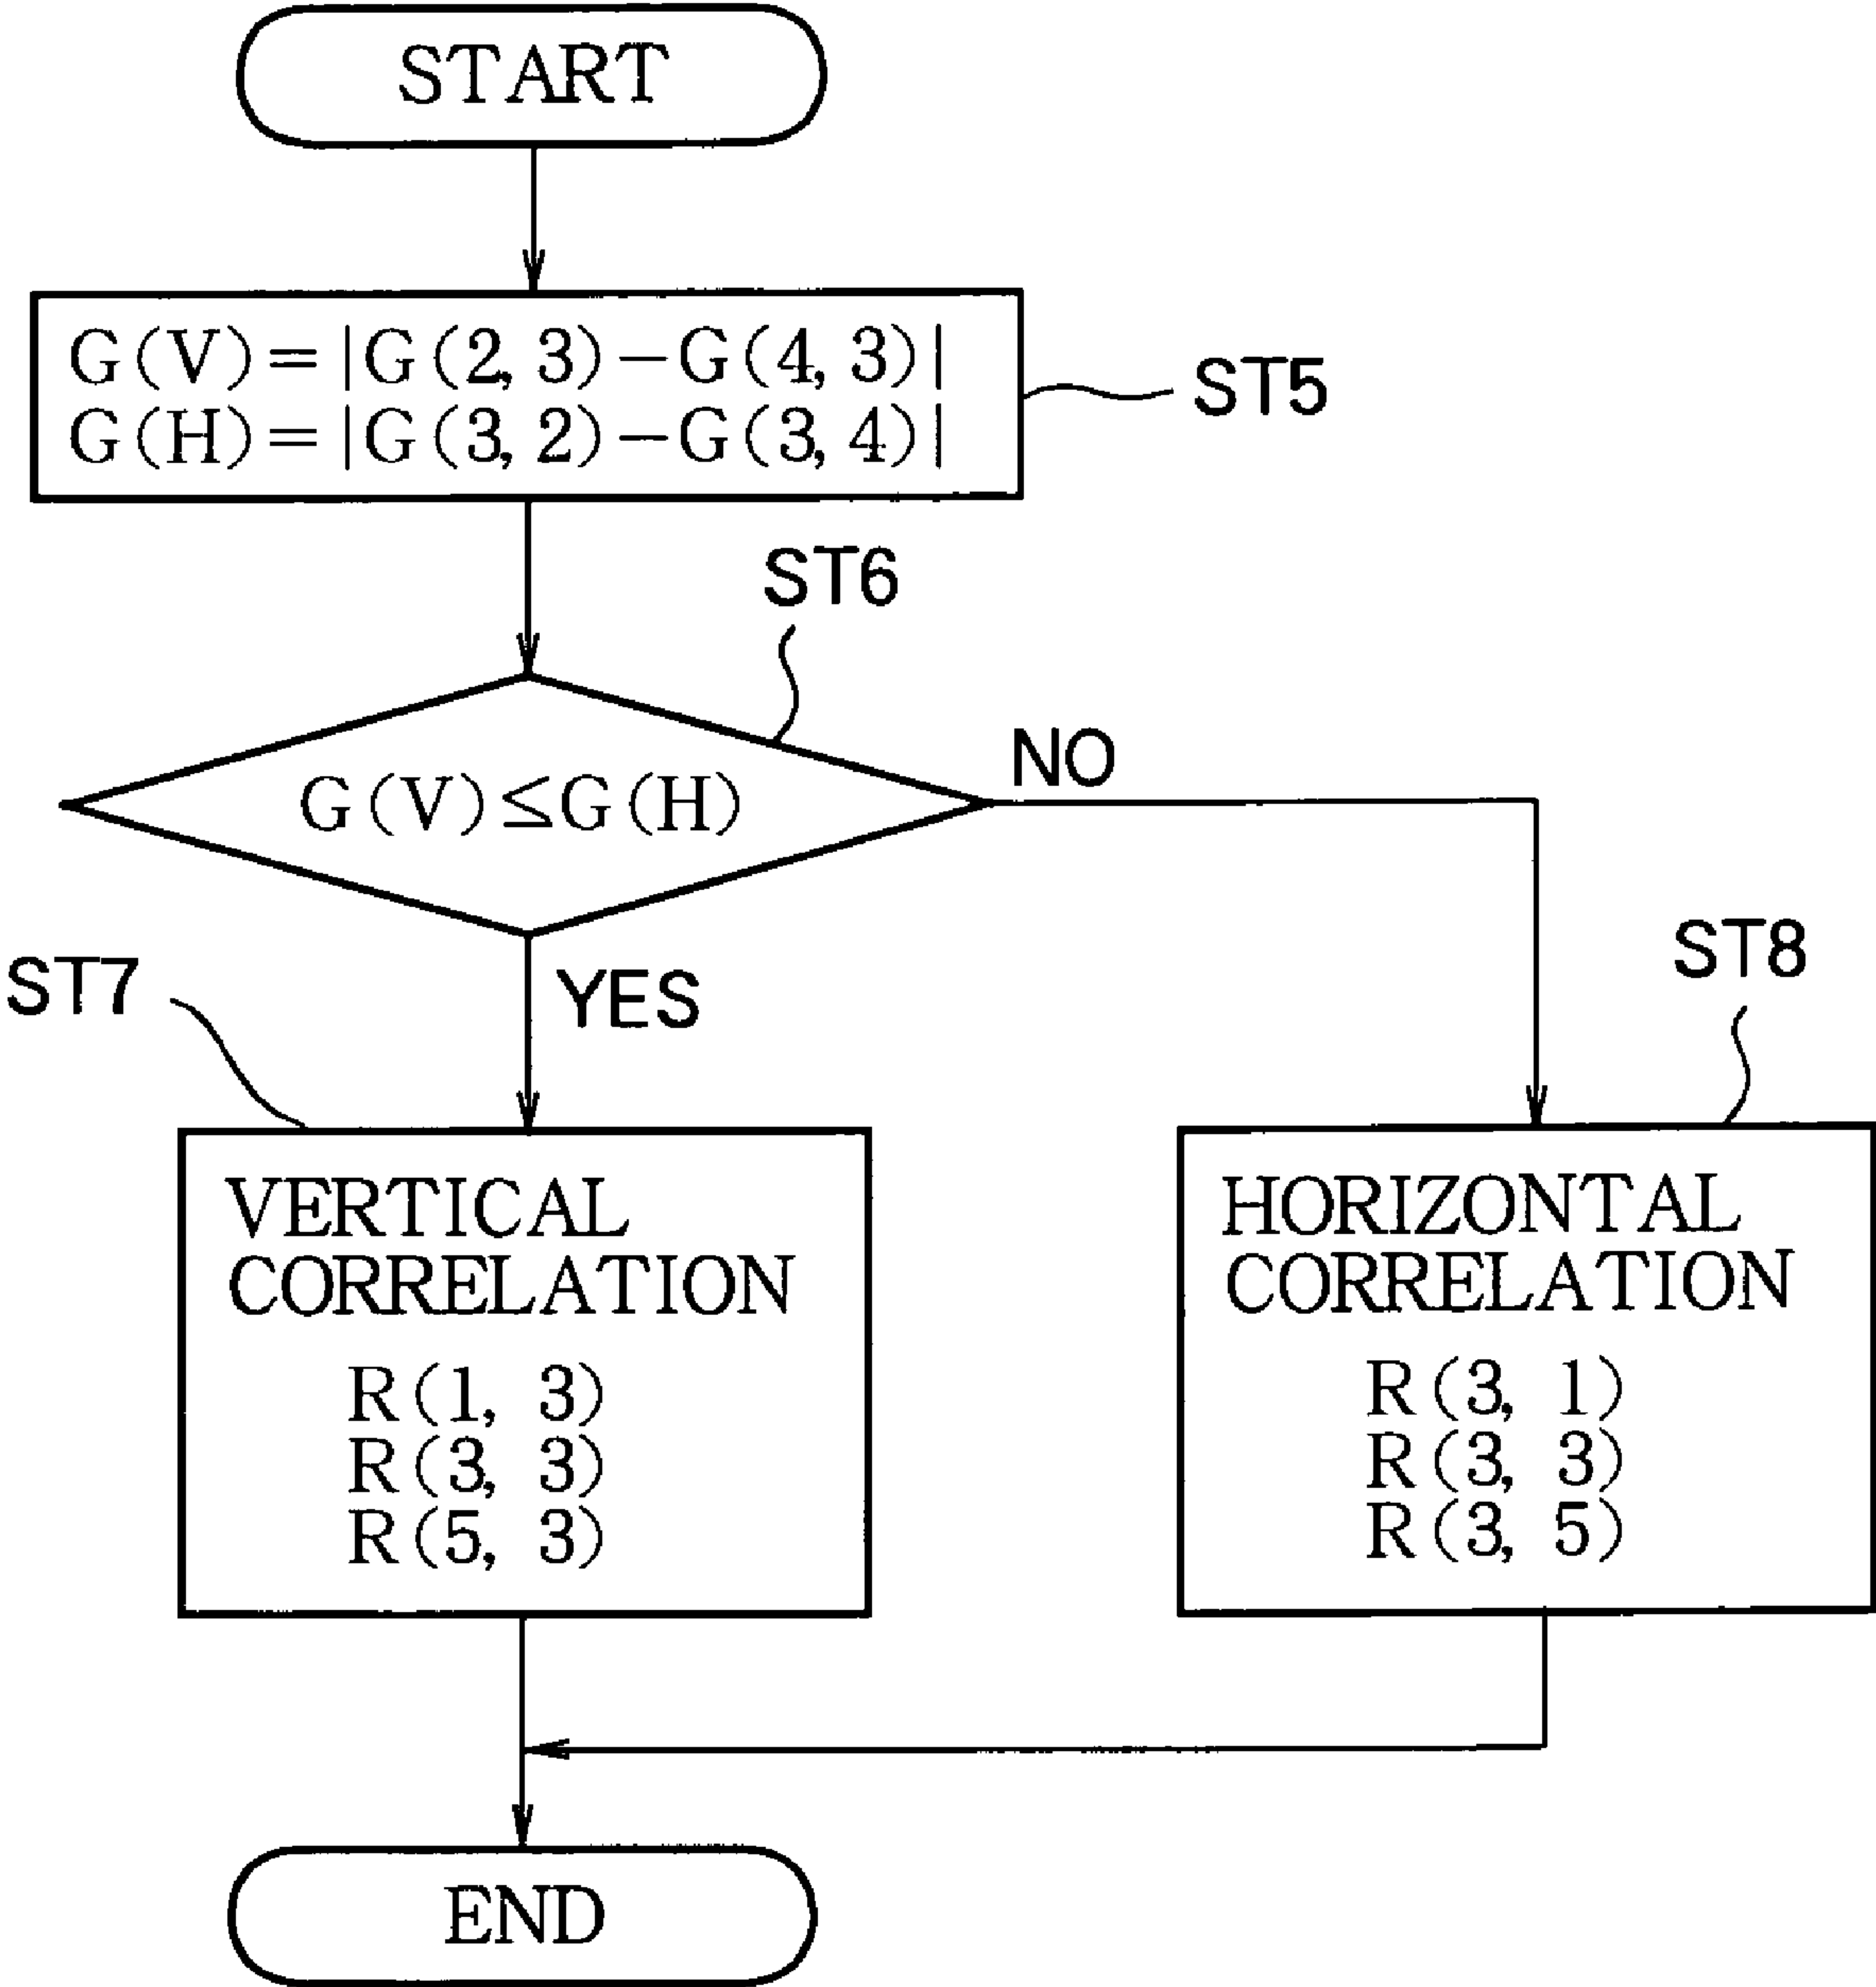 START
G(V)=|G(2, 3)-G(4, 3)|
G(H)=|G(3, 2)-G(3, 4)|
ST5
ST6
G(V)≤G(H)
NO
YES
ST7
ST8
VERTICAL
CORRELATION
R(1, 3)
R(3, 3)
R(5, 3)
HORIZONTAL
CORRELATION
R(3, 1)
R(3, 3)
R(3, 5)
END